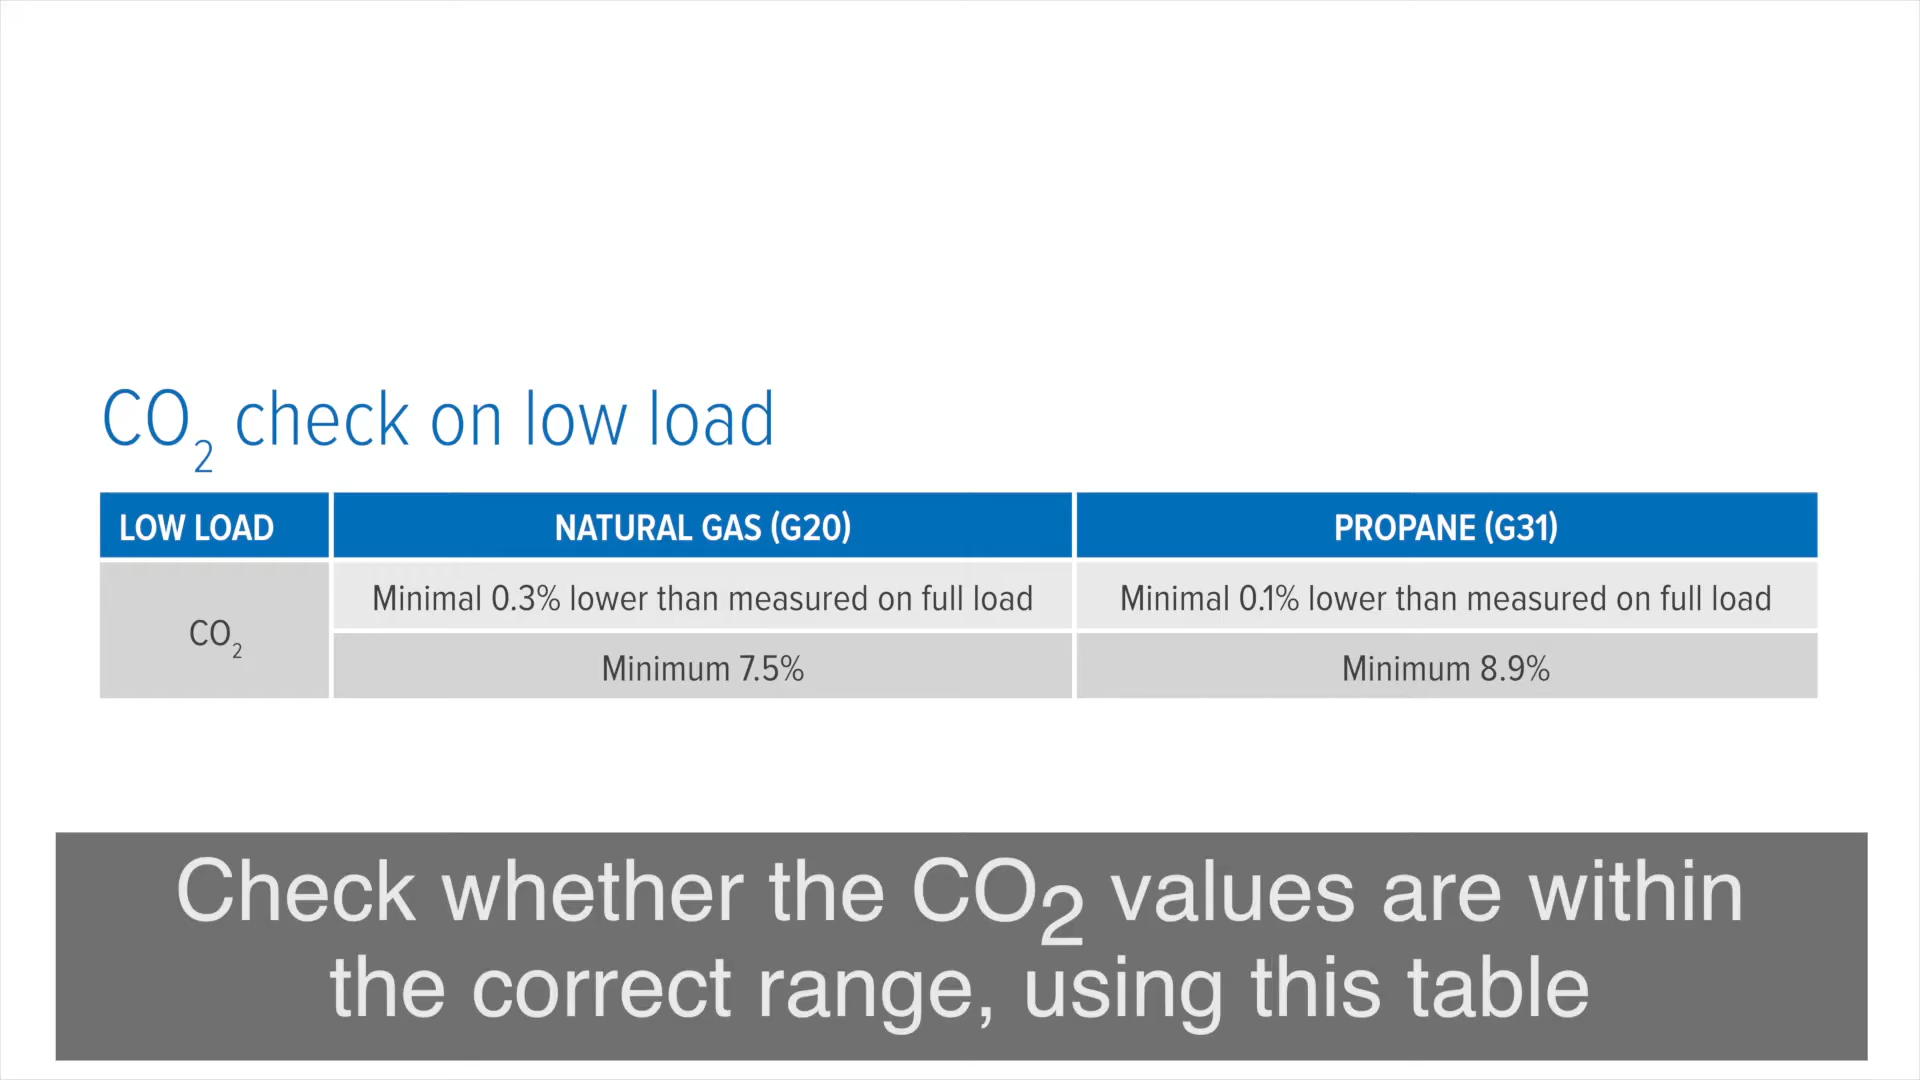 CO2 check on low load
LOW LOAD
NATURAL GAS (G20)
PROPANE (G31)
CO2
Minimal 0.3% lower than measured on full load
Minimal 0.1% lower than measured on full load
Minimum 7.5%
Minimum 8.9%
Check whether the CO2 values are within
the correct range, using this table